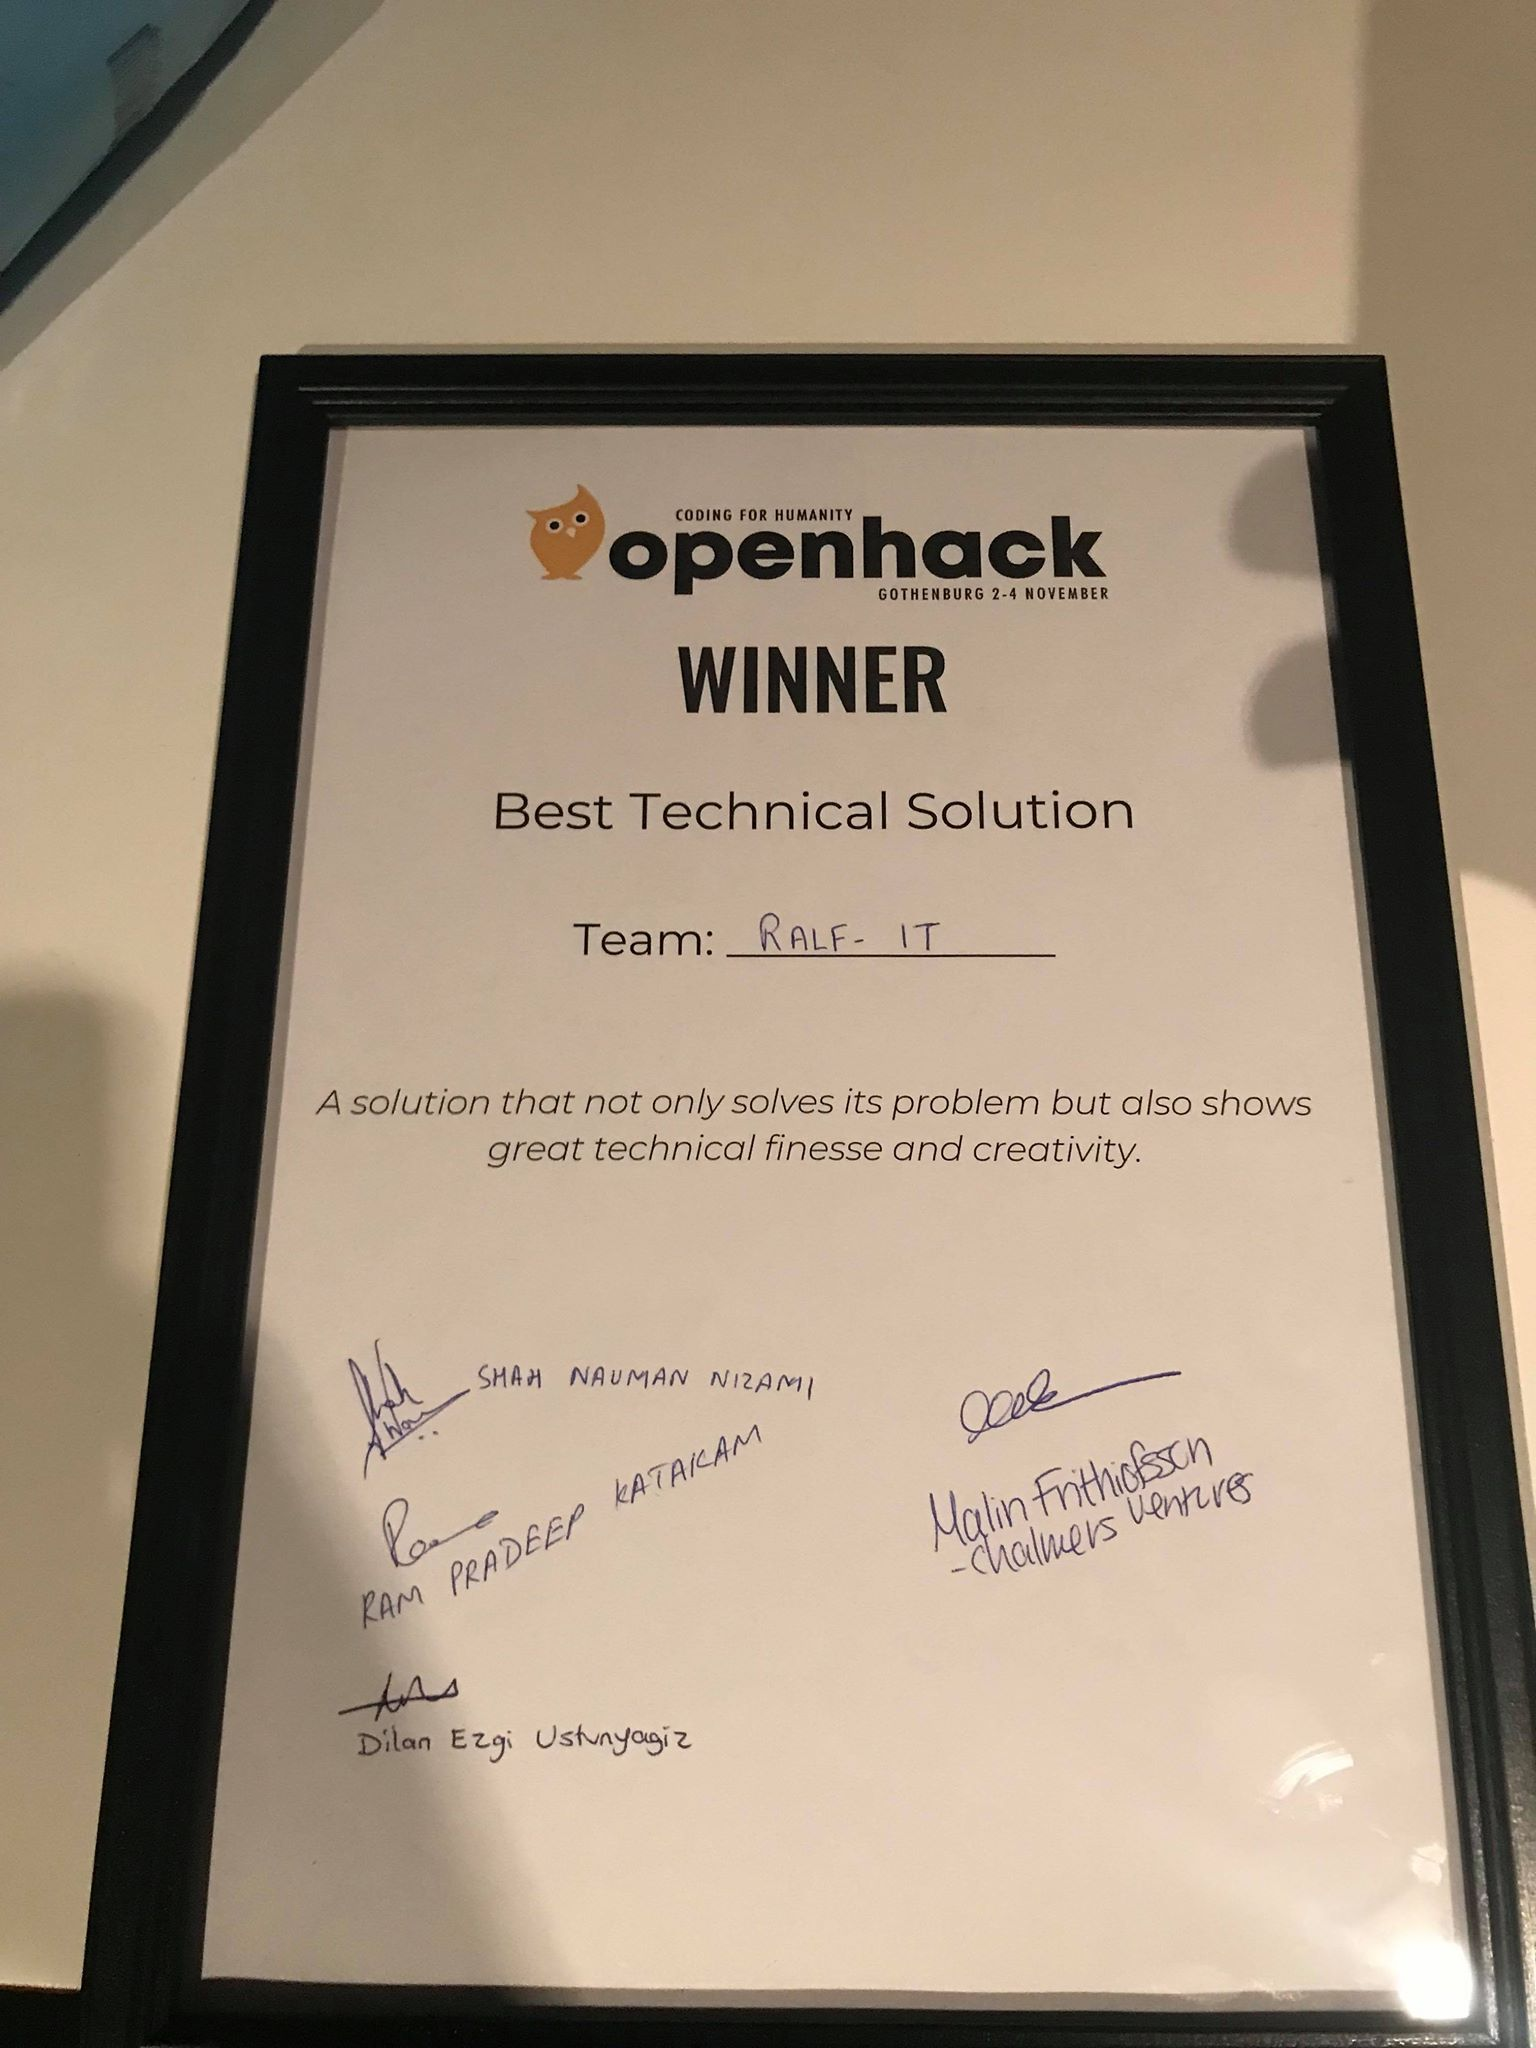 CODING FOR HUMANITY
openhack
GOTHENBURG 2-4 NOVEMBER
WINNER
Best Technical Solution
Team: RALF- IT
A solution that not only solves its problem but also shows
great technical finesse and creativity.
SHAH NAUMAN NIZAMI
RAM PRADEEP KATAKAM
Malin Frithiofsson
-Chalmers Ventures
Dilan Ezgi Ustunyagiz